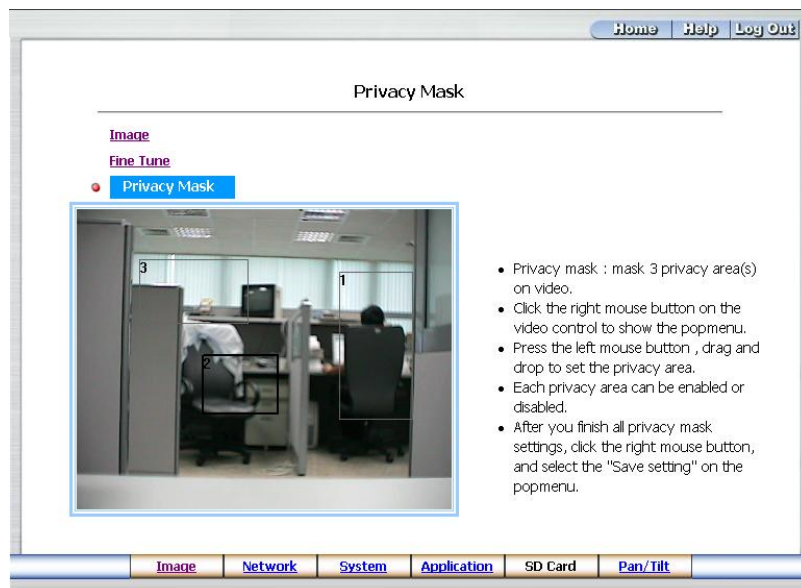 Home Help Log Out
Privacy Mask
Image
Fine Tune
Privacy Mask
3
1
2
• Privacy mask : mask 3 privacy area(s)
on video.
• Click the right mouse button on the
video control to show the popmenu.
• Press the left mouse button , drag and
drop to set the privacy area.
• Each privacy area can be enabled or
disabled.
• After you finish all privacy mask
settings, click the right mouse button,
and select the "Save setting" on the
popmenu.
Image Network System Application SD Card Pan/Tilt